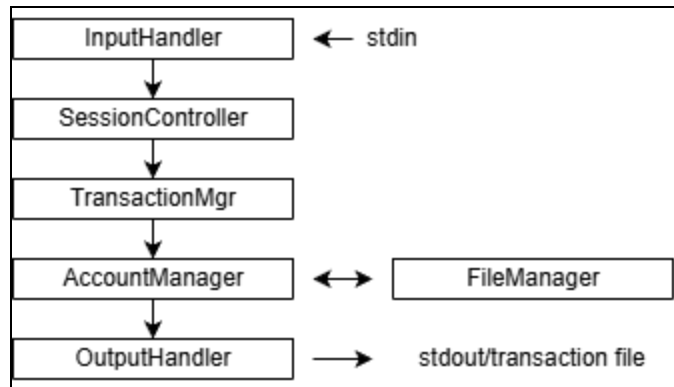 InputHandler
stdin
SessionController
TransactionMgr
AccountManager
FileManager
OutputHandler
stdout/transaction file